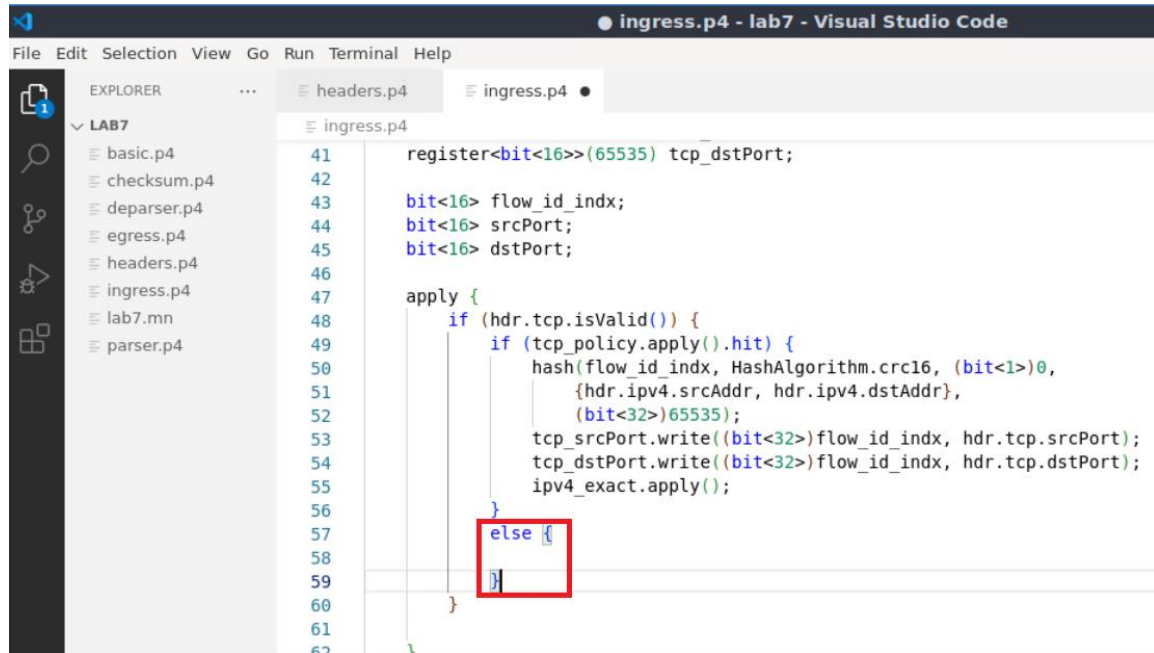 ● ingress.p4 - lab7 - Visual Studio Code
File Edit Selection View Go Run Terminal Help
EXPLORER ...
headers.p4
ingress.p4 ●
1
LAB7
ingress.p4
basic.p4
checksum.p4
deparser.p4
egress.p4
headers.p4
ingress.p4
lab7.mn
parser.p4
41 register<bit<16>>(65535) tcp_dstPort;
42
43 bit<16> flow_id_indx;
44 bit<16> srcPort;
45 bit<16> dstPort;
46
47 apply {
48 if (hdr.tcp.isValid()) {
49 if (tcp_policy.apply().hit) {
50 hash(flow_id_indx, HashAlgorithm.crc16, (bit<1>)0,
51 {hdr.ipv4.srcAddr, hdr.ipv4.dstAddr},
52 (bit<32>)65535);
53 tcp_srcPort.write((bit<32>)flow_id_indx, hdr.tcp.srcPort);
54 tcp_dstPort.write((bit<32>)flow_id_indx, hdr.tcp.dstPort);
55 ipv4_exact.apply();
56 }
57 else {
58
59 }
60 }
61
62 }